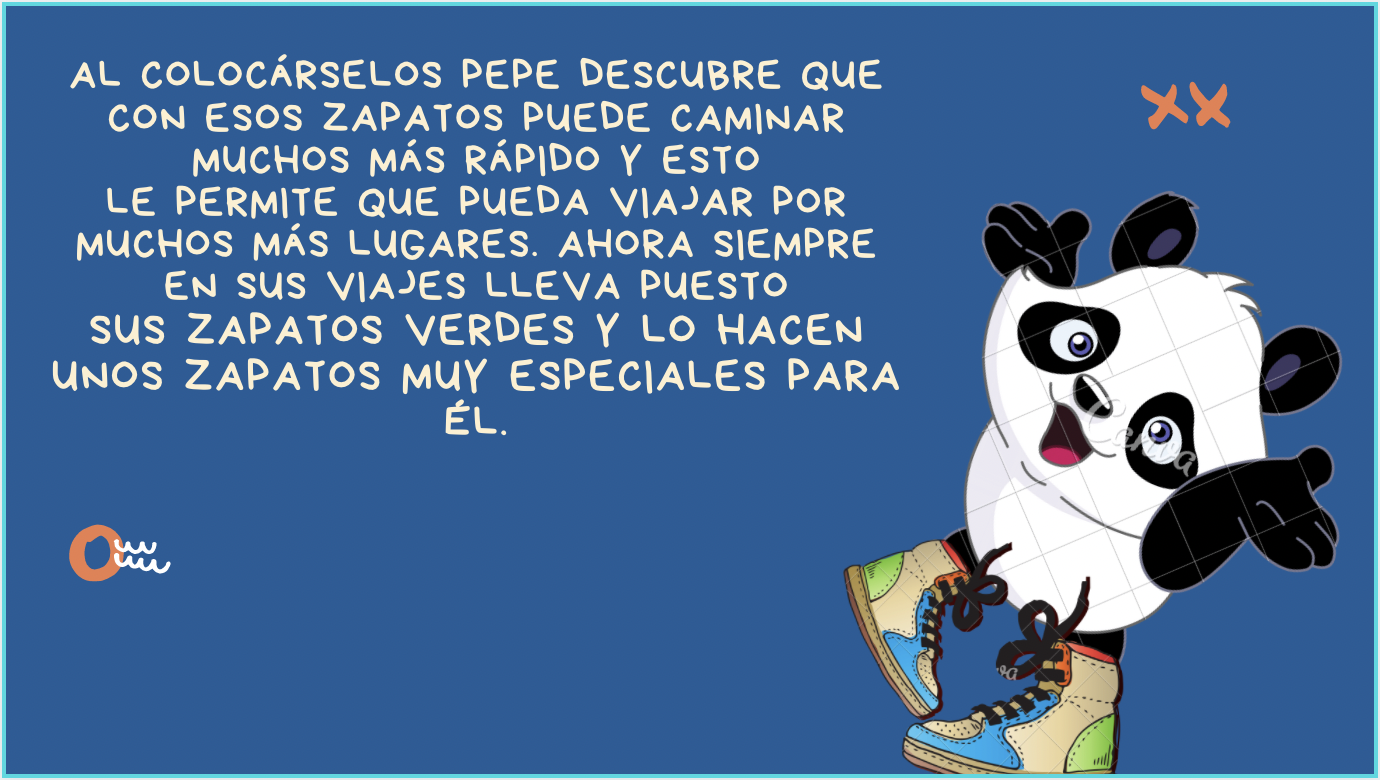 AL COLOCÁRSELOS PEPE DESCUBRE QUE
CON ESOS ZAPATOS PUEDE CAMINAR
MUCHOS MÁS RÁPIDO Y ESTO
LE PERMITE QUE PUEDA VIAJAR POR
MUCHOS MÁS LUGARES. AHORA SIEMPRE
EN SUS VIAJES LLEVA PUESTO
SUS ZAPATOS VERDES Y LO HACEN
UNOS ZAPATOS MUY ESPECIALES PARA
ÉL.
Canva
va